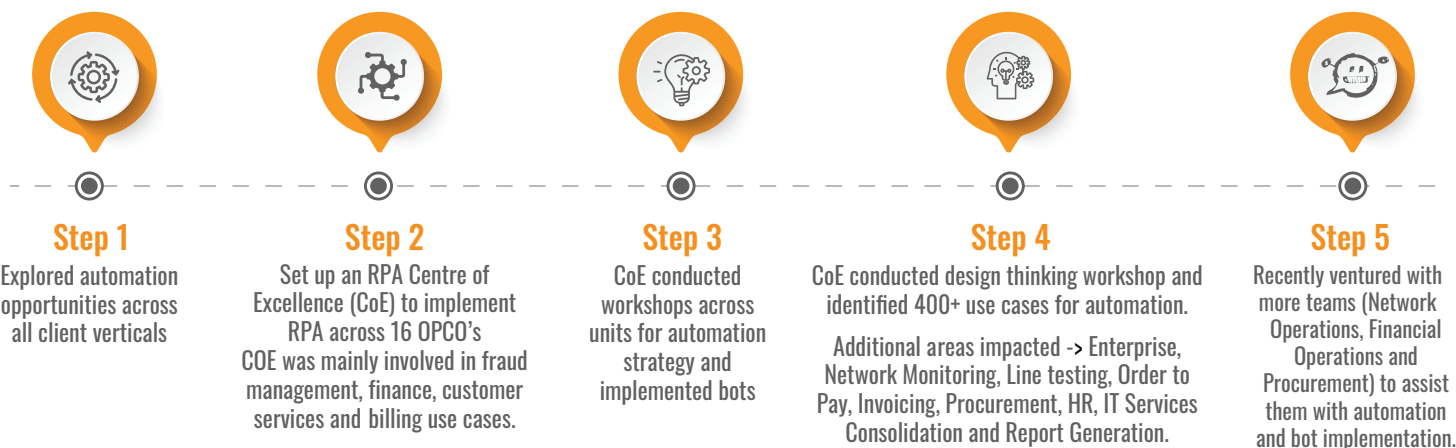 Step 1
Explored automation
opportunities across
all client verticals
Step 2
Set up an RPA Centre of
Excellence (CoE) to implement
RPA across 16 OPCO's
COE was mainly involved in fraud
management, finance, customer
services and billing use cases.
Step 3
CoE conducted
workshops across
units for automation
strategy and
implemented bots
Step 4
CoE conducted design thinking workshop and
identified 400+ use cases for automation.
Additional areas impacted -> Enterprise,
Network Monitoring, Line testing, Order to
Pay, Invoicing, Procurement, HR, IT Services
Consolidation and Report Generation.
Step 5
Recently ventured with
more teams (Network
Operations, Financial
Operations and
Procurement) to assist
them with automation
and bot implementation